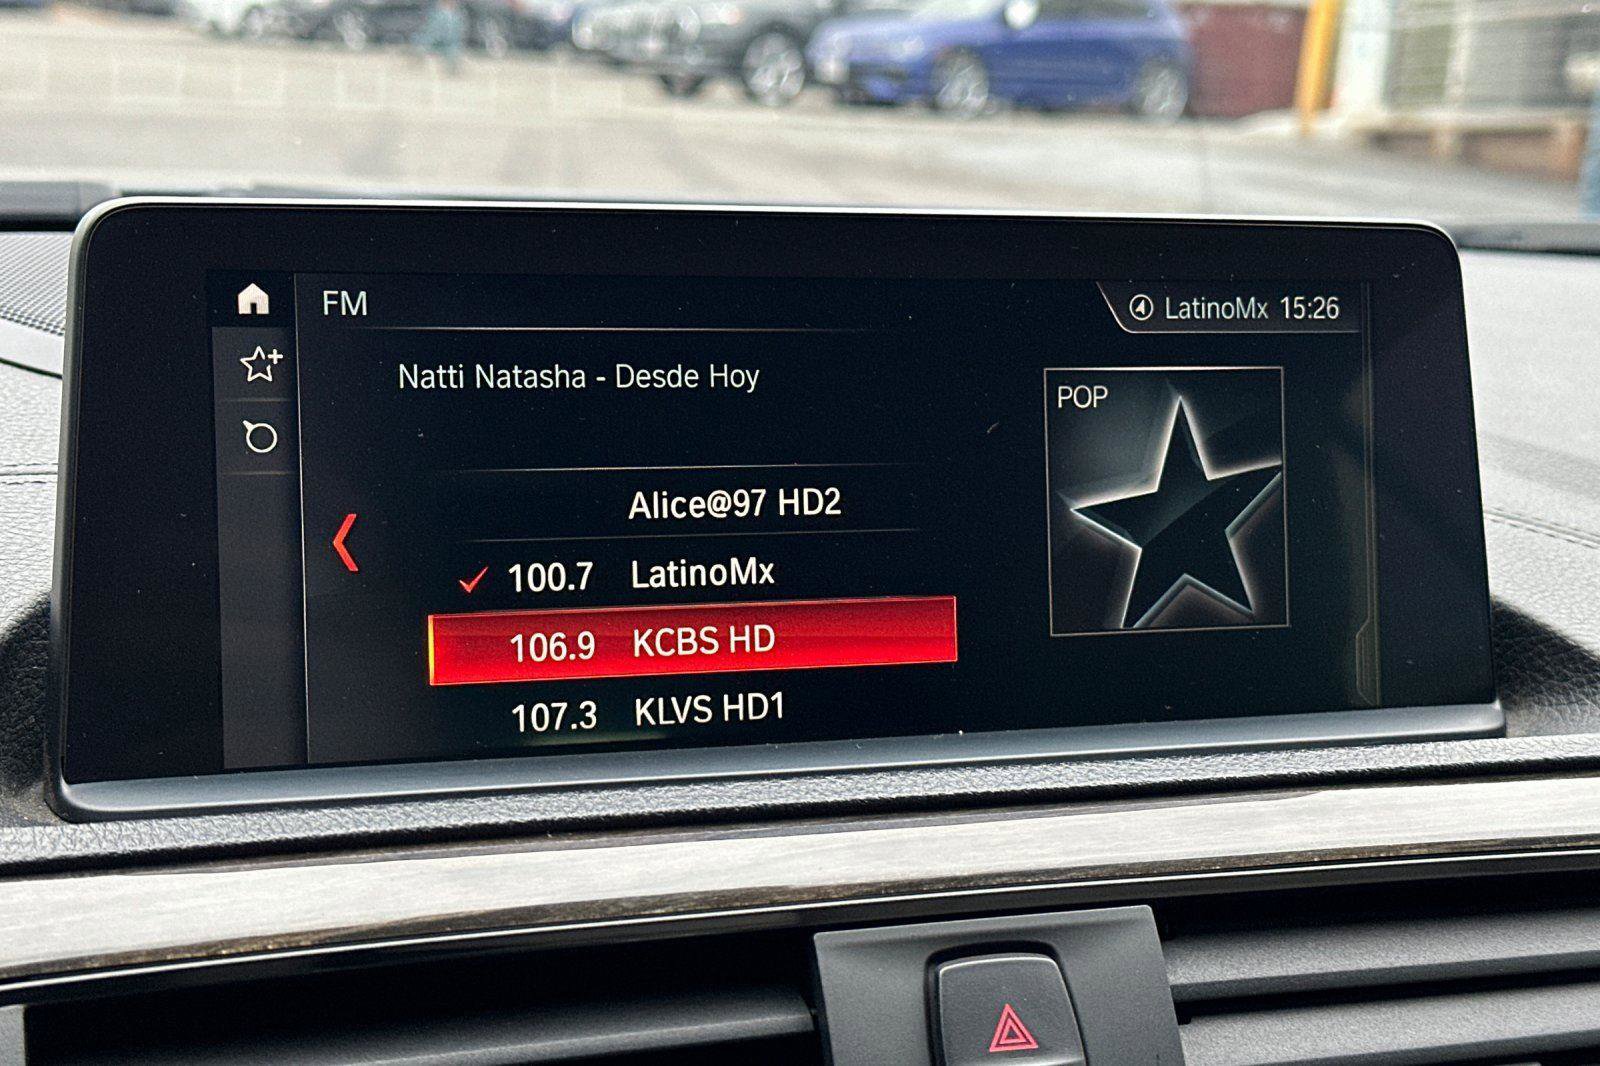 FM
LatinoMx 15:26
Natti Natasha - Desde Hoy
POP
Alice@97 HD2
100.7 LatinoMx
106.9 KCBS HD
107.3 KLVS HD1